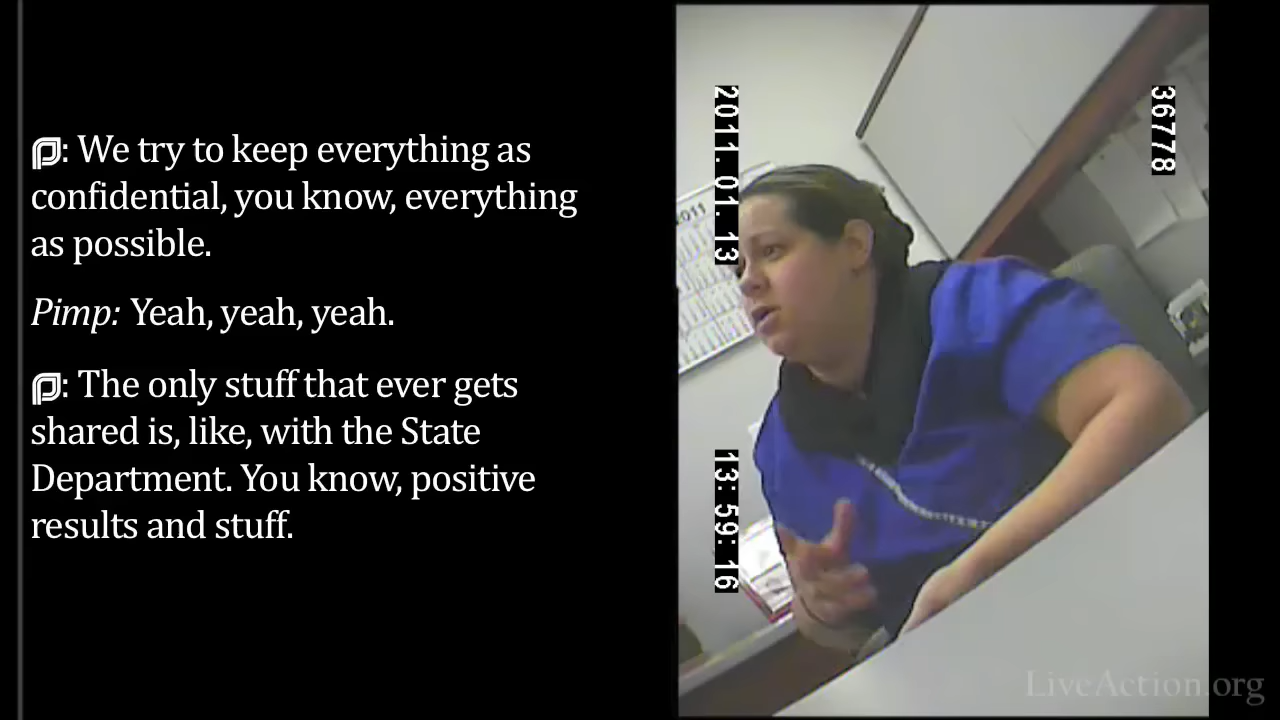 : We try to keep everything as
confidential, you know, everything
as possible.
Pimp: Yeah, yeah, yeah.
: The only stuff that ever gets
shared is, like, with the State
Department. You know, positive
results and stuff.
2011. 01. 13
13: 59: 16
36778
2011
LiveAction.org